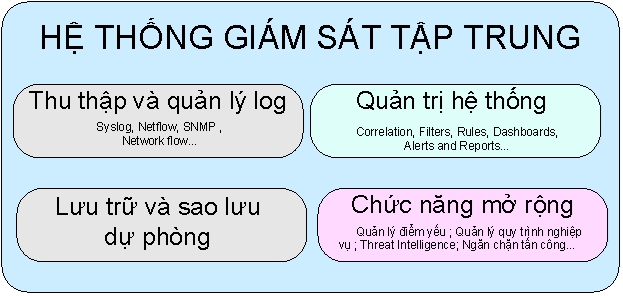 HỆ THỐNG GIÁM SÁT TẬP TRUNG
Thu thập và quản lý log
Syslog, Netflow, SNMP ,
Network flow...
Quản trị hệ thống
Correlation, Filters, Rules, Dashboards,
Alerts and Reports...
Lưu trữ và sao lưu
dự phòng
Chức năng mở rộng
Quản lý điểm yếu ; Quản lý quy trình nghiệp
vụ ; Threat Intelligence; Ngăn chặn tấn công...